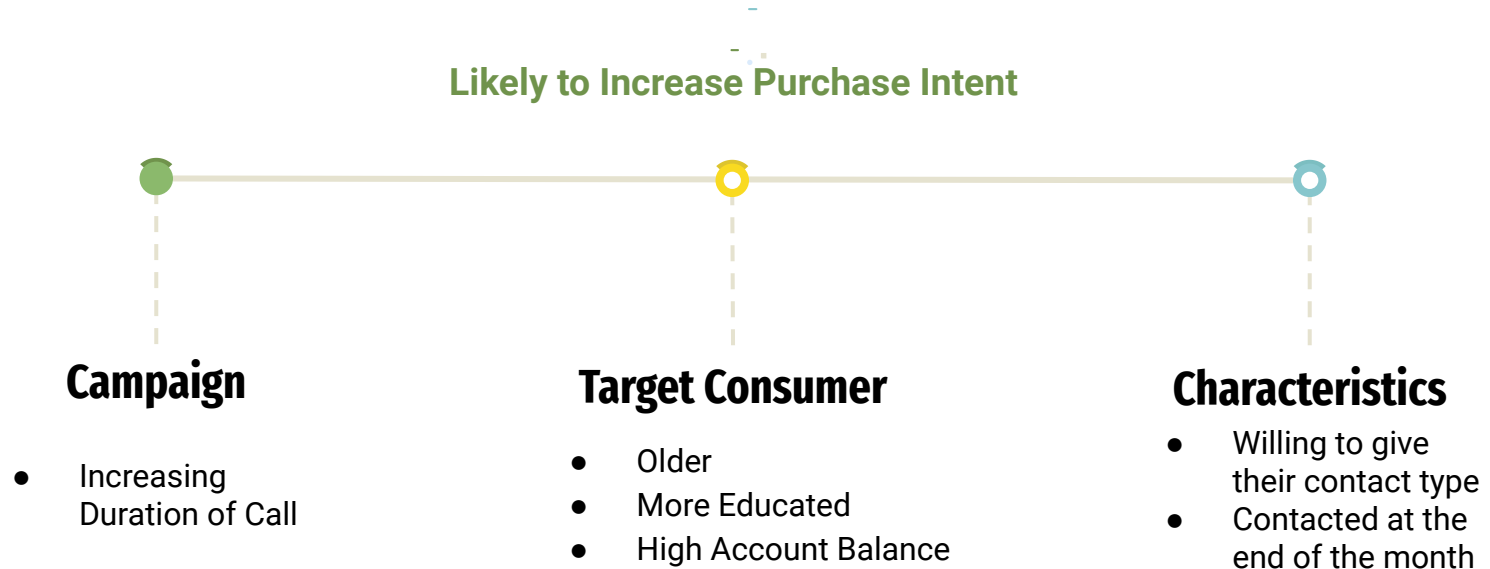 Likely to Increase Purchase Intent
Campaign
● Increasing
Duration of Call
Target Consumer
● Older
● More Educated
● High Account Balance
Characteristics
● Willing to give
their contact type
● Contacted at the
end of the month